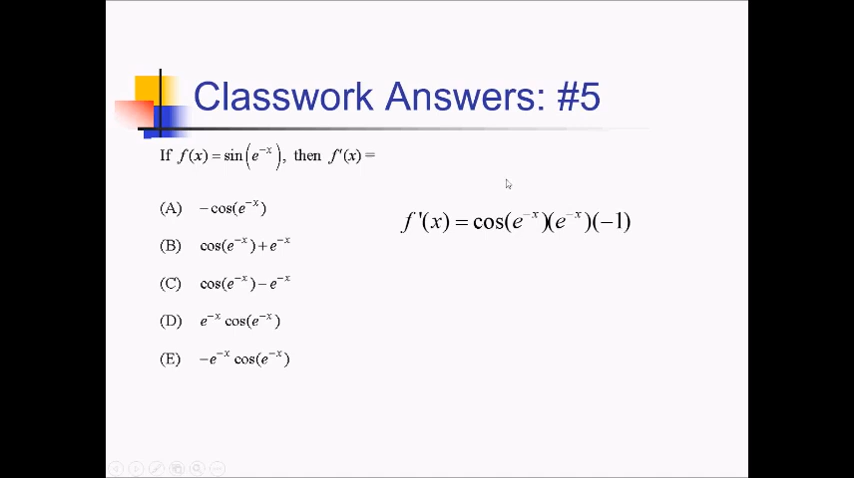 Classwork Answers: #5
If f(x) = sin(e⁻ˣ), then f′(x) =
(A) − cos(e⁻ˣ)
(B) cos(e⁻ˣ) + e⁻ˣ
(C) cos(e⁻ˣ) − e⁻ˣ
(D) e⁻ˣ cos(e⁻ˣ)
(E) −e⁻ˣ cos(e⁻ˣ)
f '(x) = cos(e⁻ˣ)(e⁻ˣ)(−1)